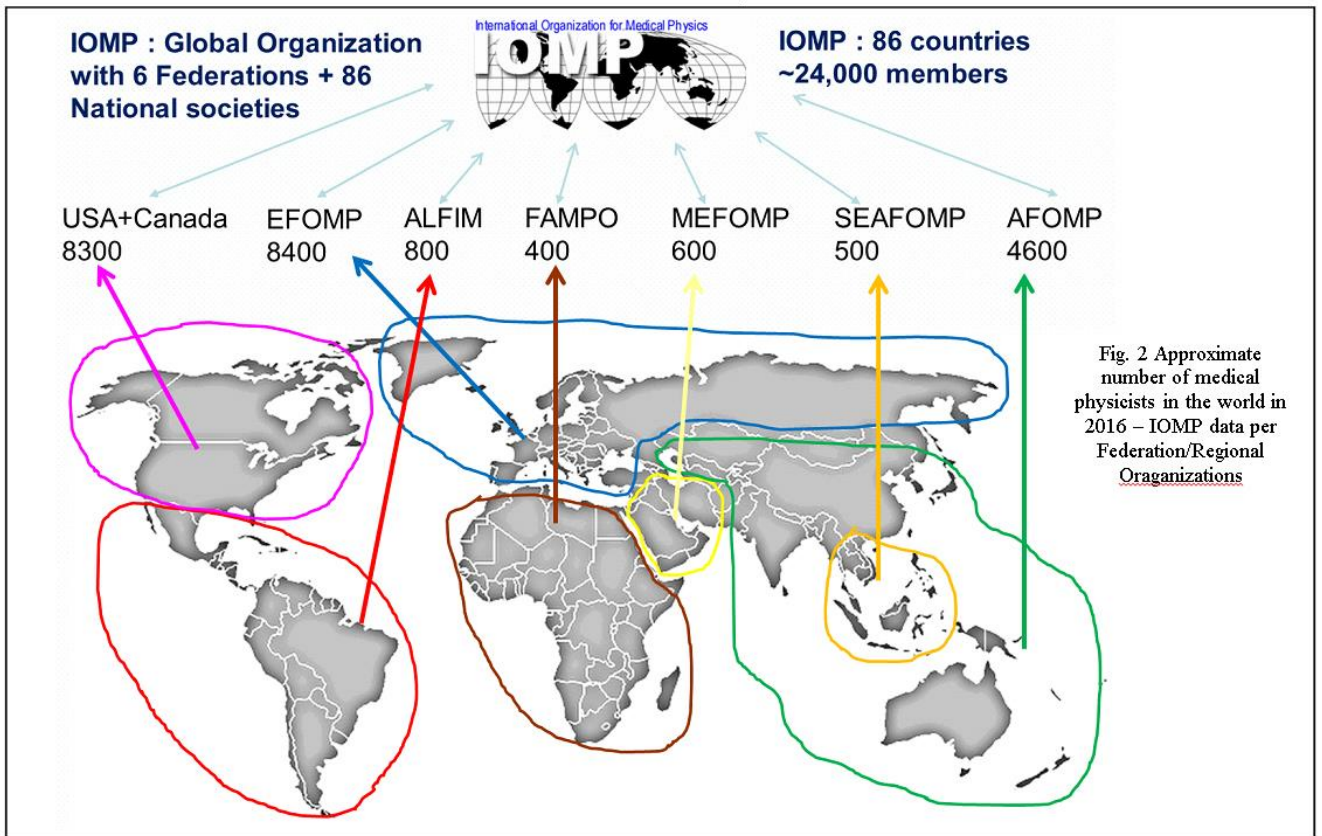 International Organization for Medical Physics
IOMP
IOMP : Global Organization
with 6 Federations + 86
National societies
IOMP : 86 countries
~24,000 members
USA+Canada
8300
EFOMP
8400
ALFIM
800
FAMPO
400
MEFOMP
600
SEAFOMP
500
AFOMP
4600
Fig. 2 Approximate
number of medical
physicists in the world in
2016 – IOMP data per
Federation/Regional
Oraganizations